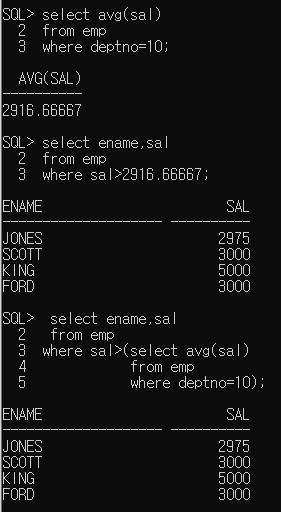 SQL> select avg(sal)
  2  from emp
  3  where deptno=10;
  AVG(SAL)
----------
2916.66667
SQL> select ename,sal
  2  from emp
  3  where sal>2916.66667;
ENAME                       SAL
-------------------- ----------
JONES                      2975
SCOTT                      3000
KING                       5000
FORD                       3000
SQL>  select ename,sal
  2   from emp
  3  where sal>(select avg(sal)
  4             from emp
  5             where deptno=10);
ENAME                       SAL
-------------------- ----------
JONES                      2975
SCOTT                      3000
KING                       5000
FORD                       3000